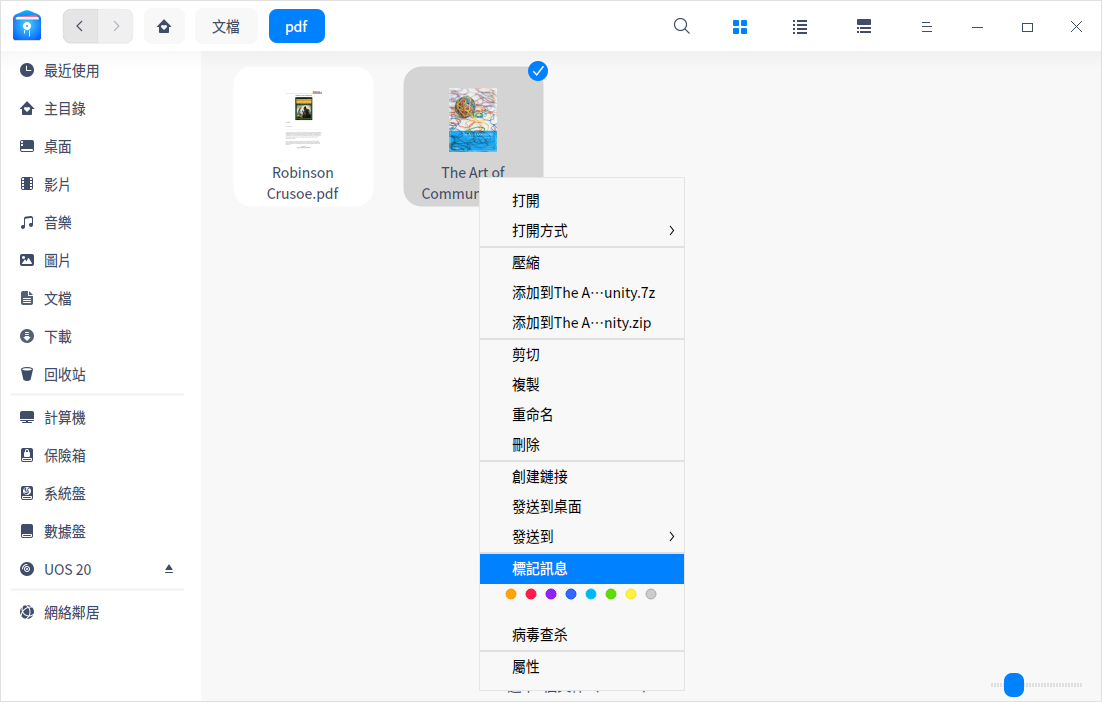 文檔
pdf
最近使用
主目錄
桌面
影片
音樂
圖片
文檔
下載
回收站
計算機
保險箱
系統盤
數據盤
UOS 20
網絡鄰居
Robinson
Crusoe.pdf
The Art of
Commun
打開
打開方式
壓縮
添加到The A⋯unity.7z
添加到The A⋯nity.zip
剪切
複製
重命名
刪除
創建鏈接
發送到桌面
發送到
標記訊息
病毒查杀
屬性